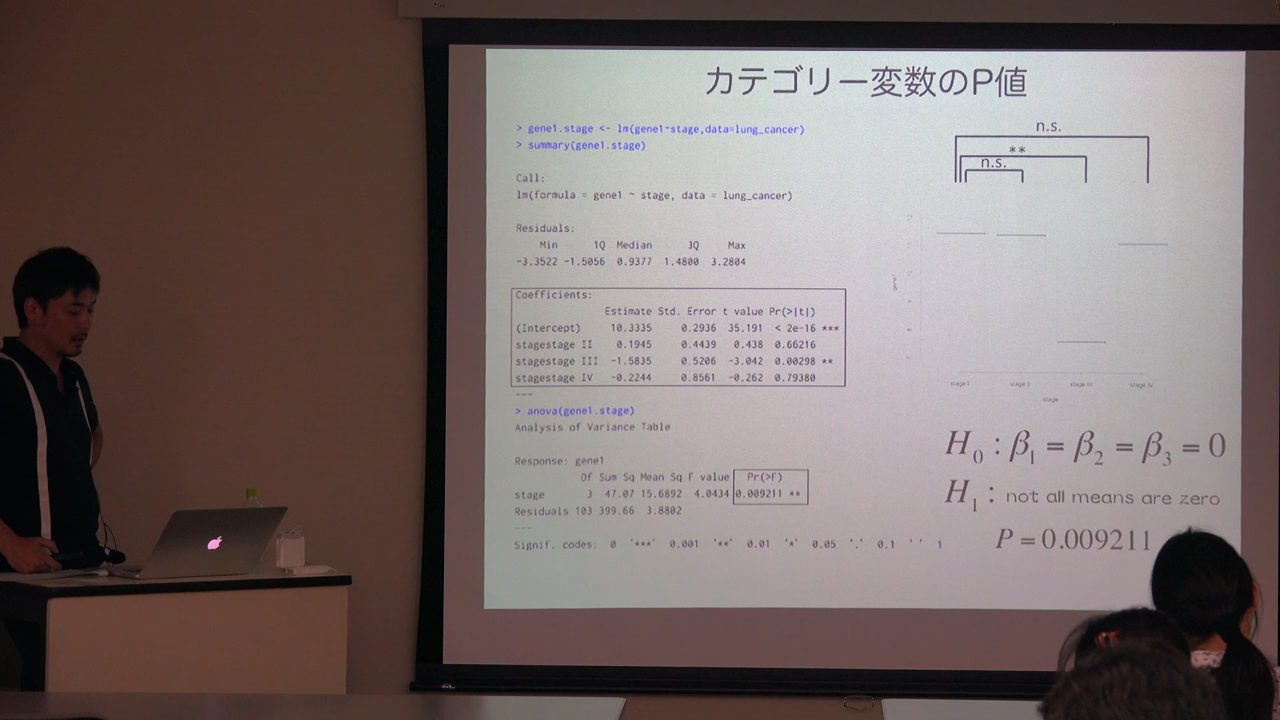 カテゴリー変数のP値
> gene1.stage <- lm(gene1~stage,data=lung_cancer)
> summary(gene1.stage)
Call:
lm(formula = gene1 ~ stage, data = lung_cancer)
Residuals:
Min 1Q Median 3Q Max
-3.3522 -1.5056 0.9377 1.4800 3.2804
Coefficients:
Estimate Std. Error t value Pr(>|t|)
(Intercept) 10.3335 0.2936 35.191 < 2e-16 ***
stagestage II 0.1945 0.4439 0.438 0.66216
stagestage III -1.5835 0.5206 -3.042 0.00298 **
stagestage IV -0.2244 0.8561 -0.262 0.79380
---
> anova(gene1.stage)
Analysis of Variance Table
Response: gene1
Df Sum Sq Mean Sq F value Pr(>F)
stage 3 47.07 15.6892 4.0434 0.009211 **
Residuals 103 399.66 3.8802
---
Signif. codes: 0 '***' 0.001 '**' 0.01 '*' 0.05 '.' 0.1 ' ' 1
n.s.
**
n.s.
stage I stage II stage III stage IV
stage
H₀ : β₁ = β₂ = β₃ = 0
H₁ : not all means are zero
P = 0.009211